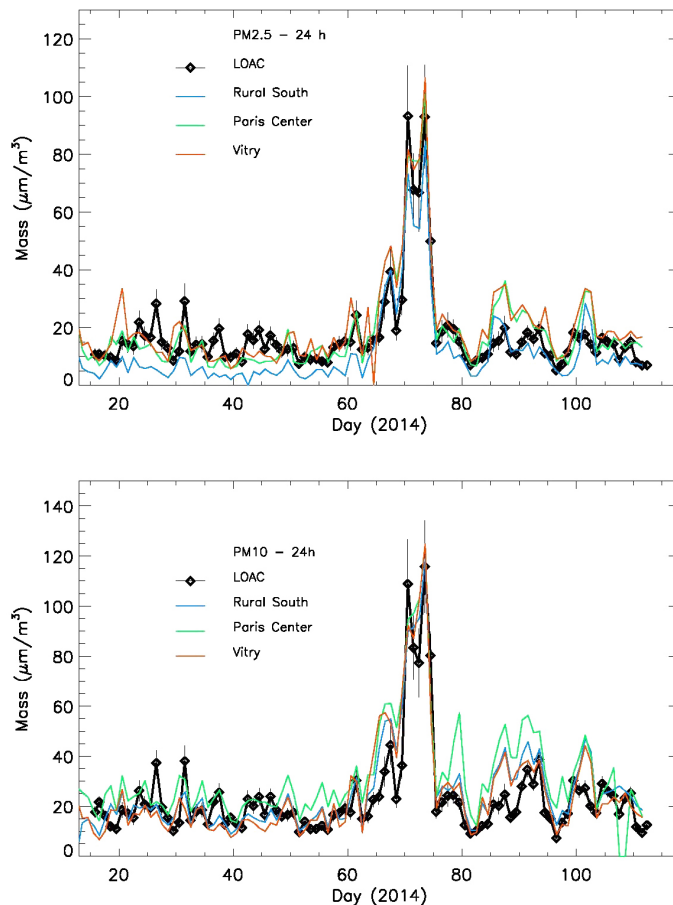 PM2.5 – 24 h
LOAC
Rural South
Paris Center
Vitry
Mass (μm/m³)
120
100
80
60
40
20
0
20 40 60 80 100
Day (2014)
PM10 – 24h
LOAC
Rural South
Paris Center
Vitry
Mass (μm/m³)
140
120
100
80
60
40
20
0
20 40 60 80 100
Day (2014)